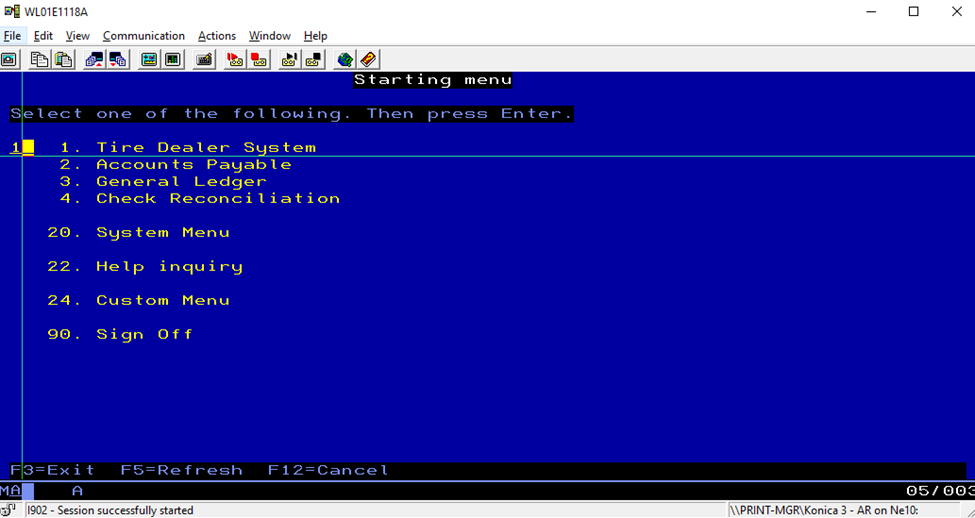 WL01E1118A
File Edit View Communication Actions Window Help
Starting menu
Select one of the following. Then press Enter.
1 1. Tire Dealer System
2. Accounts Payable
3. General Ledger
4. Check Reconciliation
20. System Menu
22. Help inquiry
24. Custom Menu
90. Sign Off
F3=Exit F5=Refresh F12=Cancel
MA A 05/003
I902 - Session successfully started \\PRINT-MGR\Konica 3 - AR on Ne10: